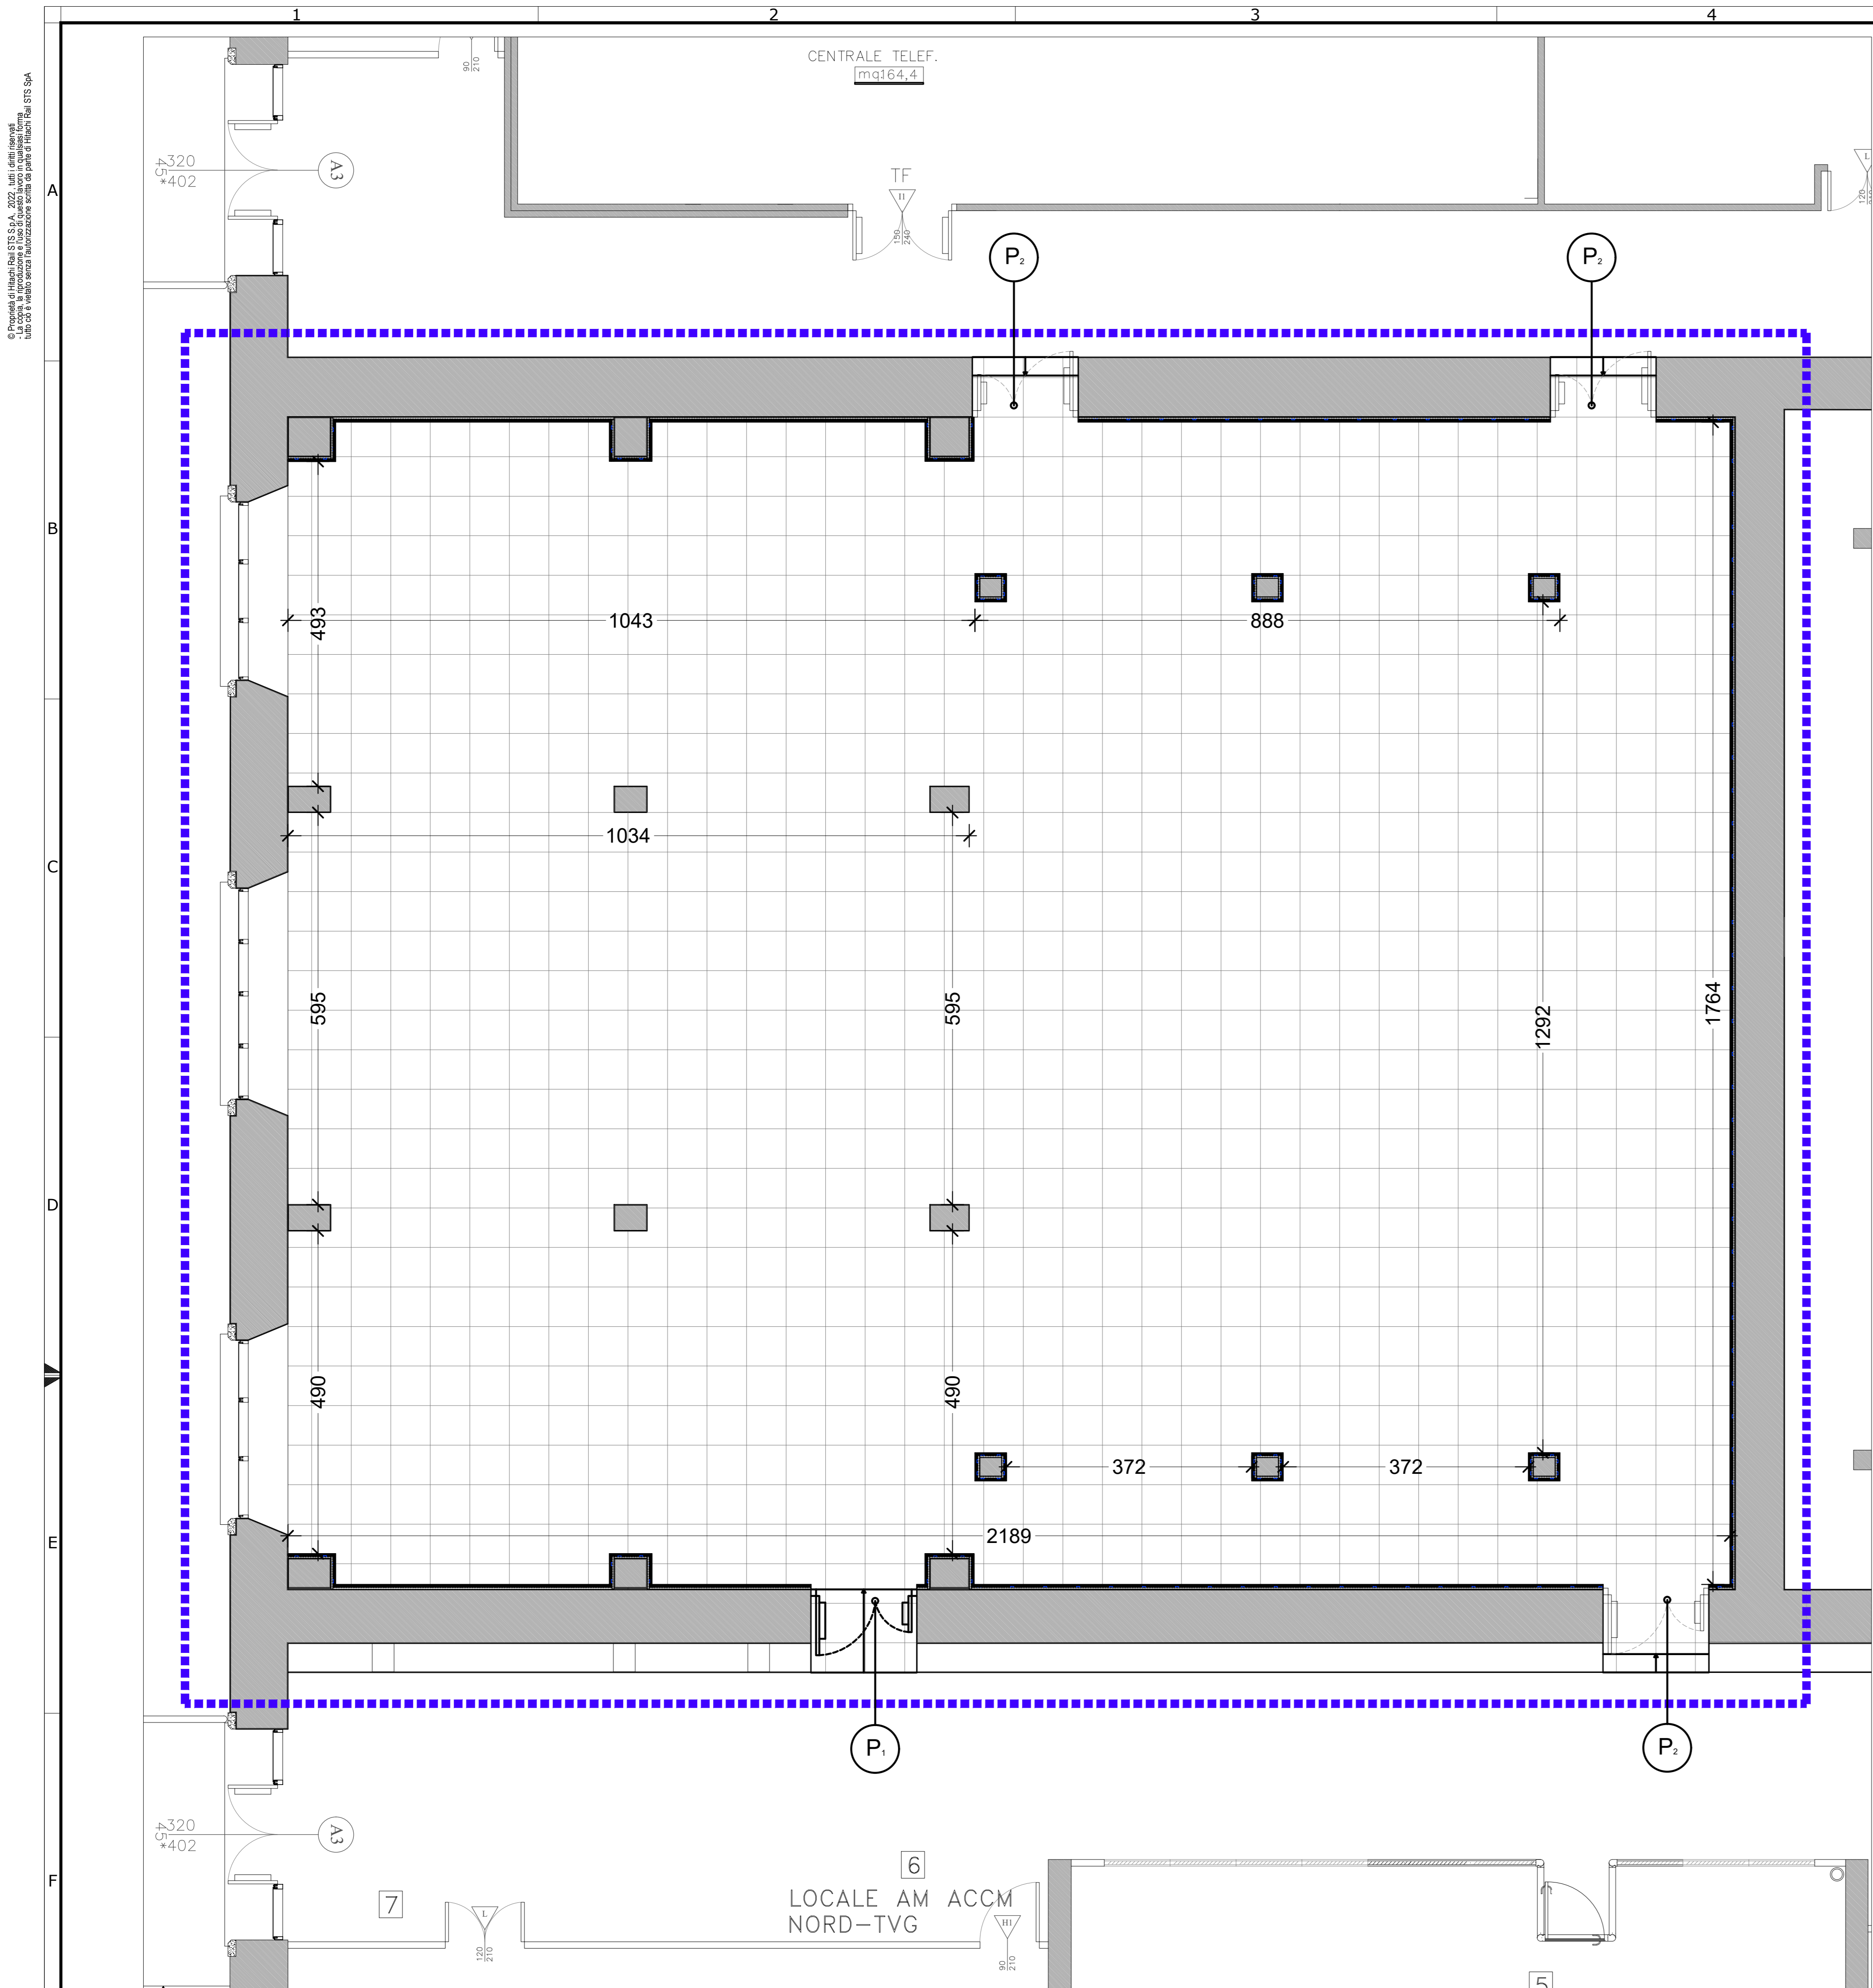 1 2 3 4
© Proprietà di Hitachi Rail STS S.p.A. 2022, tutti i diritti riservati
- La copia, la riproduzione e l'uso di questo lavoro in qualsiasi forma
tutto ciò è vietato senza l'autorizzazione scritta da parte di Hitachi Rail STS SpA
A
B
C
D
E
F
CENTRALE TELEF.
mq164,4
90
210
320
45*402
A3
TF
II
150
240
L
120
210
P2
P2
493
1043
888
1034
595
595
1292
1764
490
490
372
372
2189
P1
P2
320
45*402
A3
6
7
LOCALE AM ACCM
NORD-TVG
L
120
210
H1
90
210
5